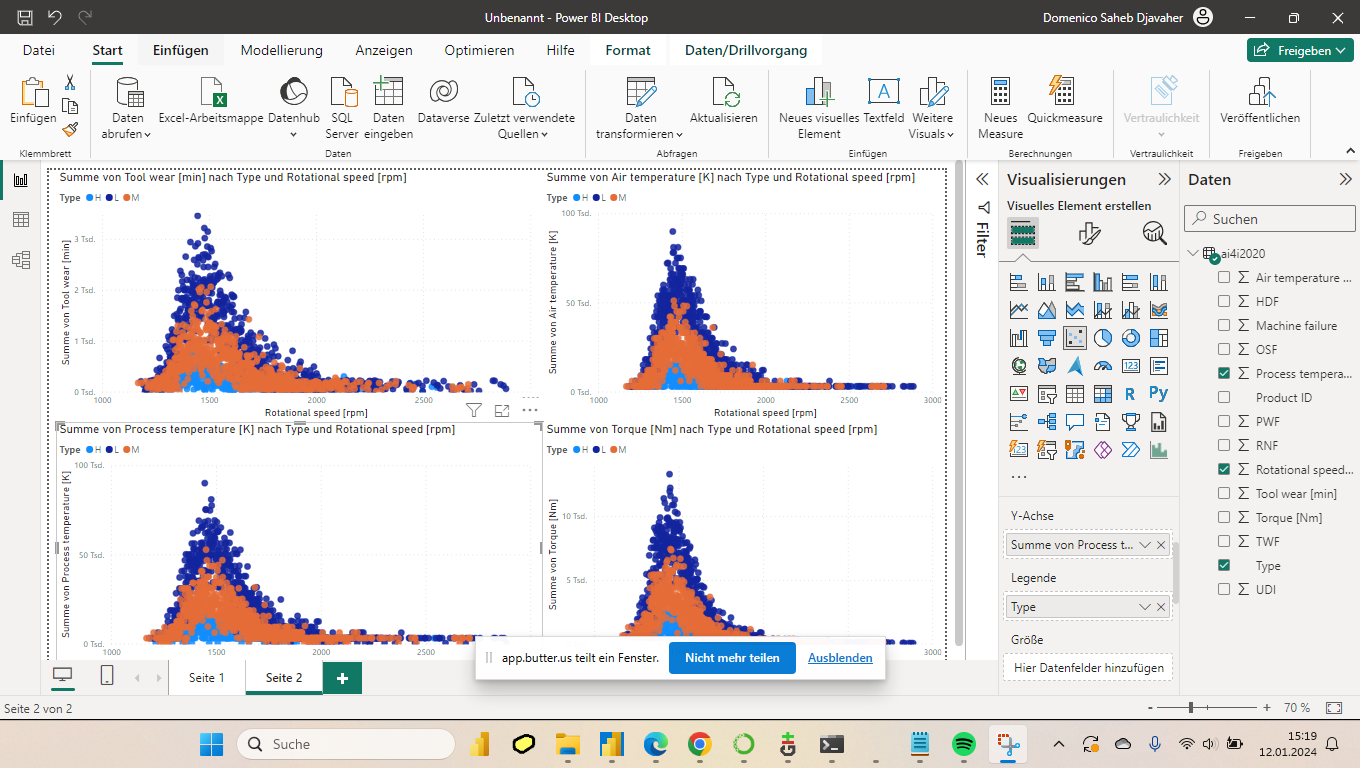 Unbenannt - Power BI Desktop
Domenico Saheb Djavaher
Datei Start Einfügen Modellierung Anzeigen Optimieren Hilfe Format Daten/Drillvorgang
Freigeben
Einfügen
Daten abrufen
Excel-Arbeitsmappe
Datenhub
SQL Server
Daten eingeben
Dataverse
Zuletzt verwendete Quellen
Daten transformieren
Aktualisieren
Neues visuelles Element
Textfeld
Weitere Visuals
Neues Measure
Quickmeasure
Vertraulichkeit
Veröffentlichen
Klemmbrett
Daten
Abfragen
Einfügen
Berechnungen
Vertraulichkeit
Freigeben
Summe von Tool wear [min] nach Type und Rotational speed [rpm]
Type H L M
Summe von Tool wear [min]
3 Tsd.
2 Tsd.
1 Tsd.
0 Tsd.
1000 1500 2000 2500
Rotational speed [rpm]
Summe von Air temperature [K] nach Type und Rotational speed [rpm]
Type H L M
Summe von Air temperature [K]
100 Tsd.
50 Tsd.
0 Tsd.
1000 1500 2000 2500 3000
Rotational speed [rpm]
Summe von Process temperature [K] nach Type und Rotational speed [rpm]
Type H L M
Summe von Process temperature [K]
100 Tsd.
50 Tsd.
0 Tsd.
1000 1500 2000 2500
Summe von Torque [Nm] nach Type und Rotational speed [rpm]
Type H L M
Summe von Torque [Nm]
10 Tsd.
5 Tsd.
3000
Filter
Visualisierungen
Visuelles Element erstellen
123
R
Py
123
Y-Achse
Summe von Process t...
Legende
Type
Größe
Hier Datenfelder hinzufügen
Daten
Suchen
ai4i2020
Air temperature ...
HDF
Machine failure
OSF
Process tempera...
Product ID
PWF
RNF
Rotational speed...
Tool wear [min]
Torque [Nm]
TWF
Type
UDI
app.butter.us teilt ein Fenster.
Nicht mehr teilen
Ausblenden
Seite 1
Seite 2
Seite 2 von 2
- + 70 %
Suche
15:19
12.01.2024